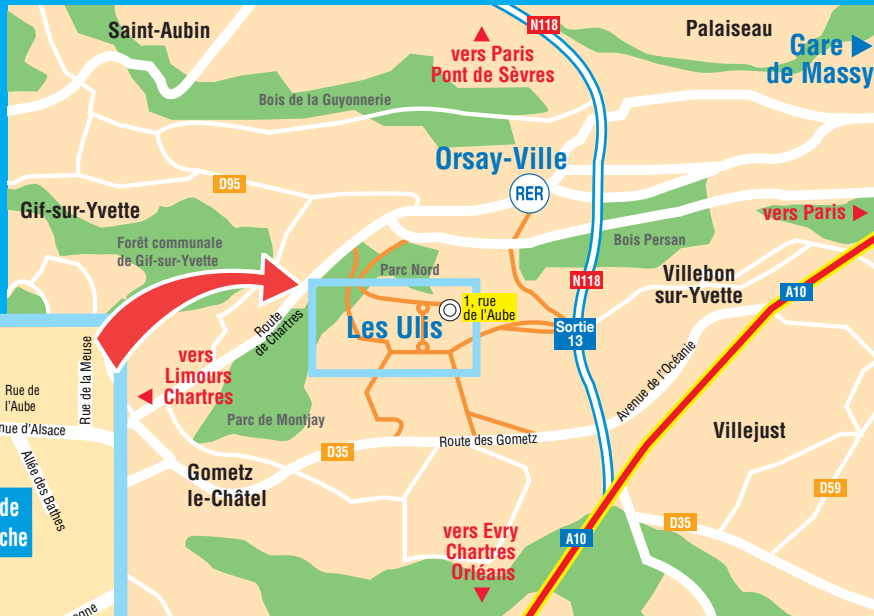 Saint-Aubin
N118
Palaiseau
vers Paris
Pont de Sèvres
Gare
de Massy
Bois de la Guyonnerie
Orsay-Ville
RER
D95
Gif-sur-Yvette
vers Paris
Forêt communale
de Gif-sur-Yvette
Bois Persan
Parc Nord
N118
Villebon
sur-Yvette
A10
1, rue
de l'Aube
Route
de Chartres
Les Ulis
Sortie
13
Rue de la Meuse
vers
Limours
Chartres
Avenue de l'Océanie
Rue de
l'Aube
Parc de Montjay
nue d'Alsace
Route des Gometz
Villejust
D35
Allée des Bathes
Gometz
le-Châtel
D59
de
che
D35
vers Evry
Chartres
Orléans
A10
ogne